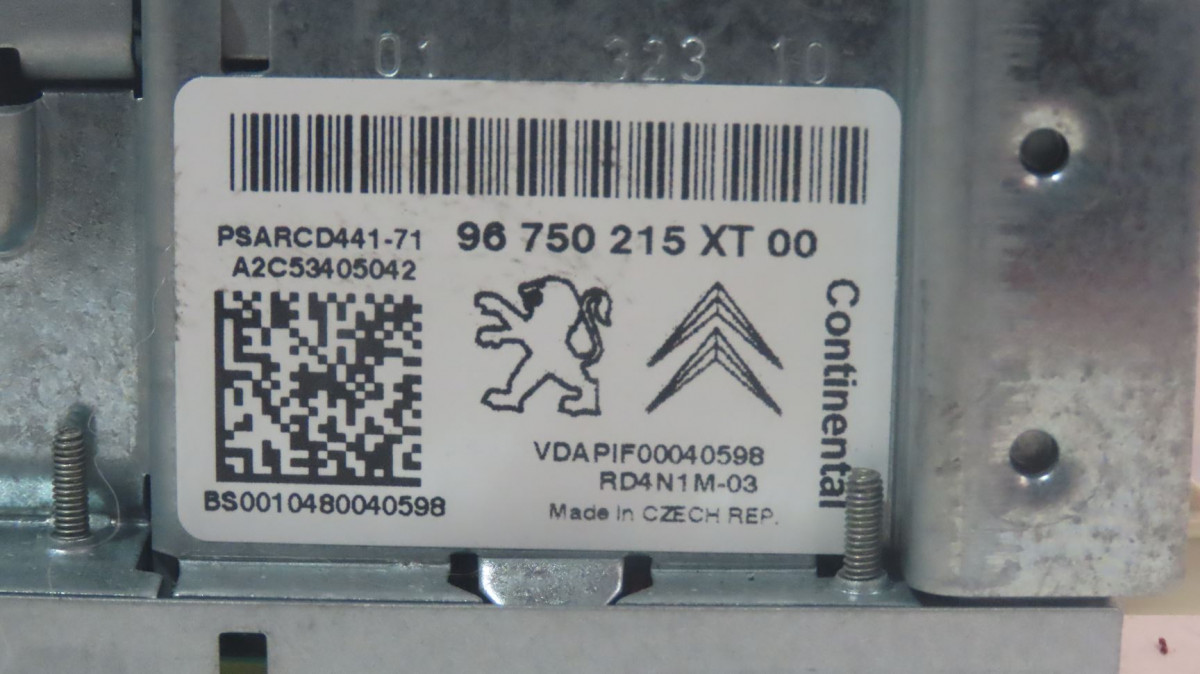 01 323 10
PSARCD441-71
96 750 215 XT 00
A2C53405042
Continental
VDAPIF00040598
RD4N1M-03
BS0010480040598
Made in CZECH REP.